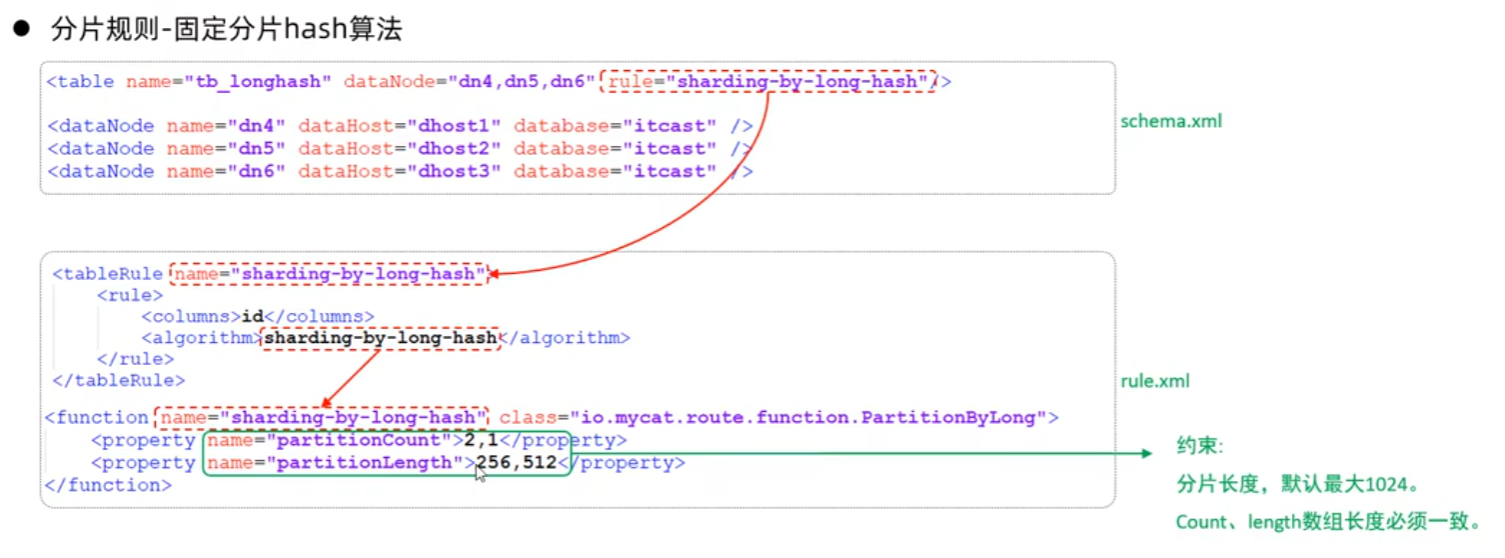 ● 分片规则-固定分片hash算法
<table name="tb_longhash" dataNode="dn4,dn5,dn6" rule="sharding-by-long-hash"/>
<dataNode name="dn4" dataHost="dhost1" database="itcast" />
<dataNode name="dn5" dataHost="dhost2" database="itcast" />
<dataNode name="dn6" dataHost="dhost3" database="itcast" />
schema.xml
<tableRule name="sharding-by-long-hash">
<rule>
<columns>id</columns>
<algorithm>sharding-by-long-hash</algorithm>
</rule>
</tableRule>
<function name="sharding-by-long-hash" class="io.mycat.route.function.PartitionByLong">
<property name="partitionCount">2,1</property>
<property name="partitionLength">256,512</property>
</function>
rule.xml
约束:
分片长度，默认最大1024。
Count、length数组长度必须一致。